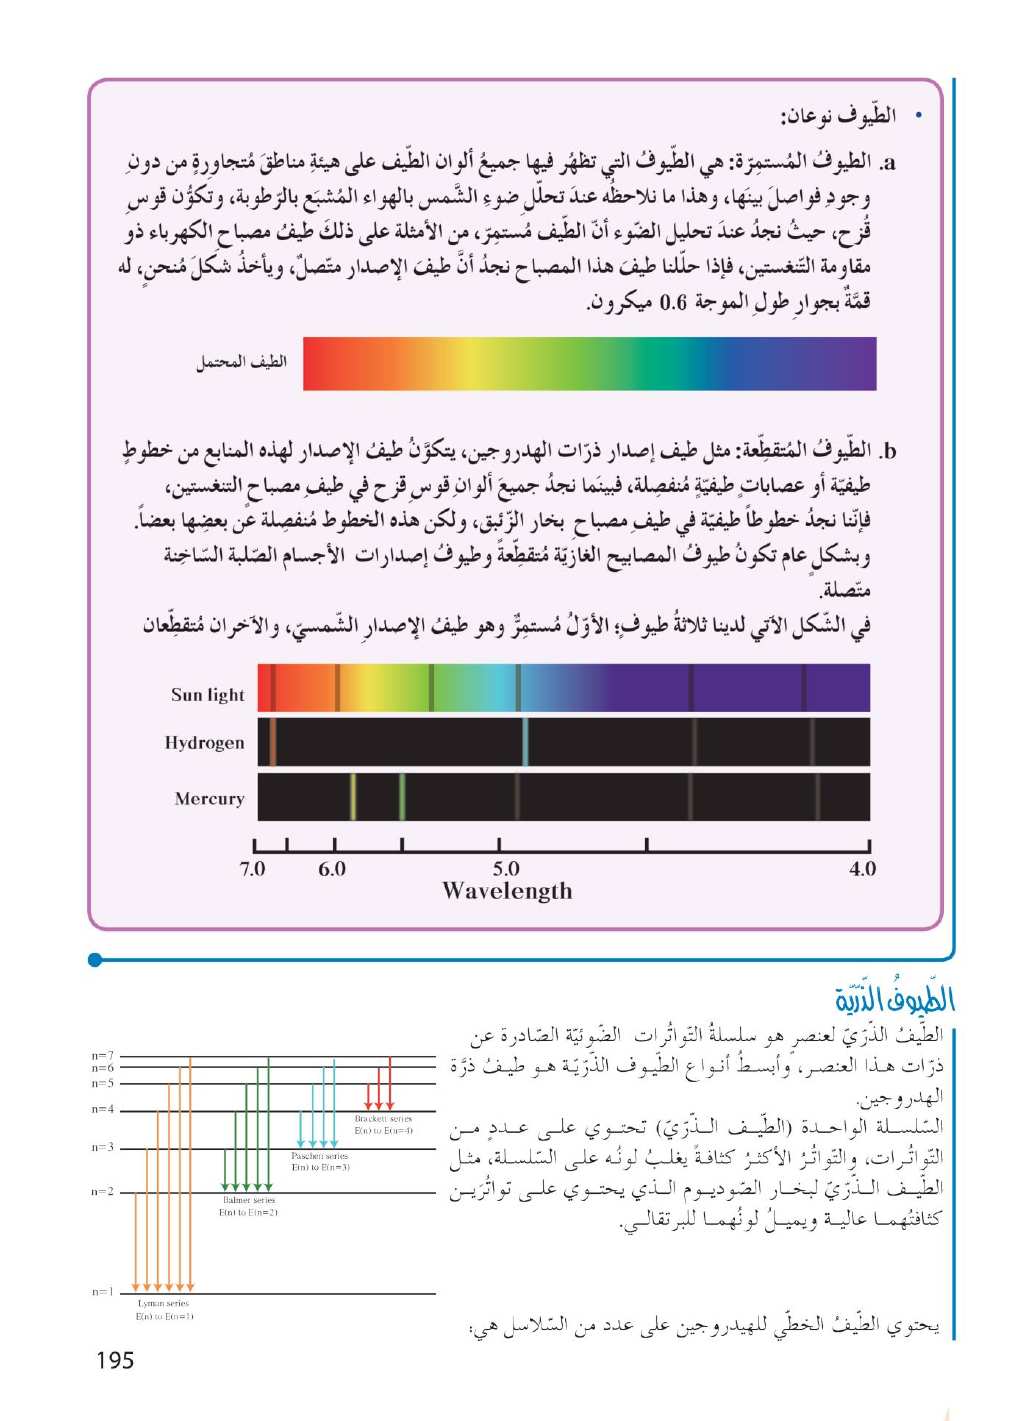 • الطّيوف نوعان:
a. الطيوفُ المُستمِرّة: هي الطّيوفُ التي تظهُر فيها جميعُ ألوان الطّيف على هيئةِ مناطقَ مُتجاوِرةٍ من دونِ
وجودِ فواصلَ بينَها، وهذا ما نلاحظُه عندَ تحلّلِ ضوءِ الشَّمس بالهواء المُشبَع بالرّطوبة، وتكوُّن قوسِ
قُزح، حيثُ نجدُ عندَ تحليل الضّوء أنّ الطّيف مُستمِرّ، من الأمثلة على ذلكَ طيفُ مصباحِ الكهرباء ذو
مقاومة التّنغستين، فإذا حلّلنا طيفَ هذا المصباح نجدُ أنَّ طيفَ الإصدار متّصلٌ، ويأخذُ شكلَ مُنحنٍ، له
قمَّةٌ بجوارِ طولِ الموجة 0.6 ميكرون.
الطيف المحتمل
b. الطّيوفُ المُتقطِّعة: مثل طيف إصدار ذرّات الهدروجين، يتكوَّنُ طيفُ الإصدار لهذه المنابع من خطوطٍ
طيفيّة أو عصاباتٍ طيفيّةٍ مُنفصِلة، فبينَما نجدُ جميعَ ألوانِ قوسِ قزح في طيفِ مصباحِ التنغستين،
فإنّنا نجدُ خطوطاً طيفيّة في طيفِ مصباحِ بخار الزّئبق، ولكن هذه الخطوط مُنفصِلة عن بعضِها بعضاً.
وبشكلٍ عام تكونُ طيوفُ المصابيح الغازيّة مُتقطِّعةً وطيوفُ إصدارات الأجسام الصّلبة السّاخِنة
متّصلة.
في الشّكل الآتي لدينا ثلاثةُ طيوفٍ؛ الأوّلُ مُستمِرٌّ وهو طيفُ الإصدارِ الشّمسيّ، والآخران مُتقطِّعان
Sun light
Hydrogen
Mercury
7.0 6.0 5.0 4.0
Wavelength
الطّيوفُ الذّرّيّة
الطّيفُ الذّرّيّ لعنصرٍ هو سلسلةُ التّواتُرات الضّوئيّة الصّادرة عن
ذرّات هذا العنصر، وأبسطُ أنواع الطّيوف الذّرّيّة هو طيفُ ذرَّة
الهدروجين.
السّلسلة الواحدة (الطّيف الذّرّيّ) تحتوي على عددٍ من
التّواتُرات، والتّواتُرُ الأكثرُ كثافةً يغلبُ لونُه على السّلسلة، مثل
الطّيف الذّرّيّ لبخار الصّوديوم الذي يحتوي على تواتُرَين
كثافتُهما عالية ويميلُ لونُهما للبرتقالي.
يحتوي الطّيفُ الخطّي للهيدروجين على عدد من السّلاسل هي:
n=7
n=6
n=5
n=4
Brackett series
E(n) to E(n=4)
n=3
Paschen series
E(n) to E(n=3)
n=2
Balmer series
E(n) to E(n=2)
n=1
Lyman series
E(n) to E(n=1)
195